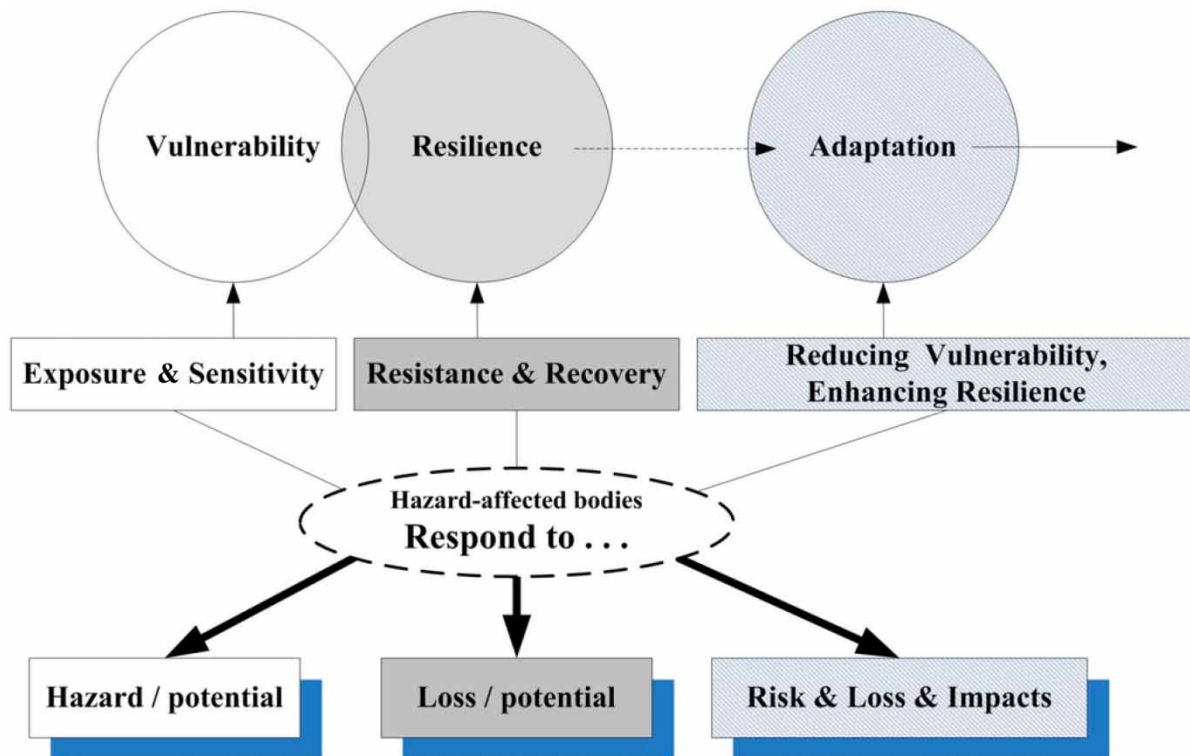 Vulnerability
Resilience
Adaptation
Exposure & Sensitivity
Resistance & Recovery
Reducing Vulnerability,
Enhancing Resilience
Hazard-affected bodies
Respond to . . .
Hazard / potential
Loss / potential
Risk & Loss & Impacts